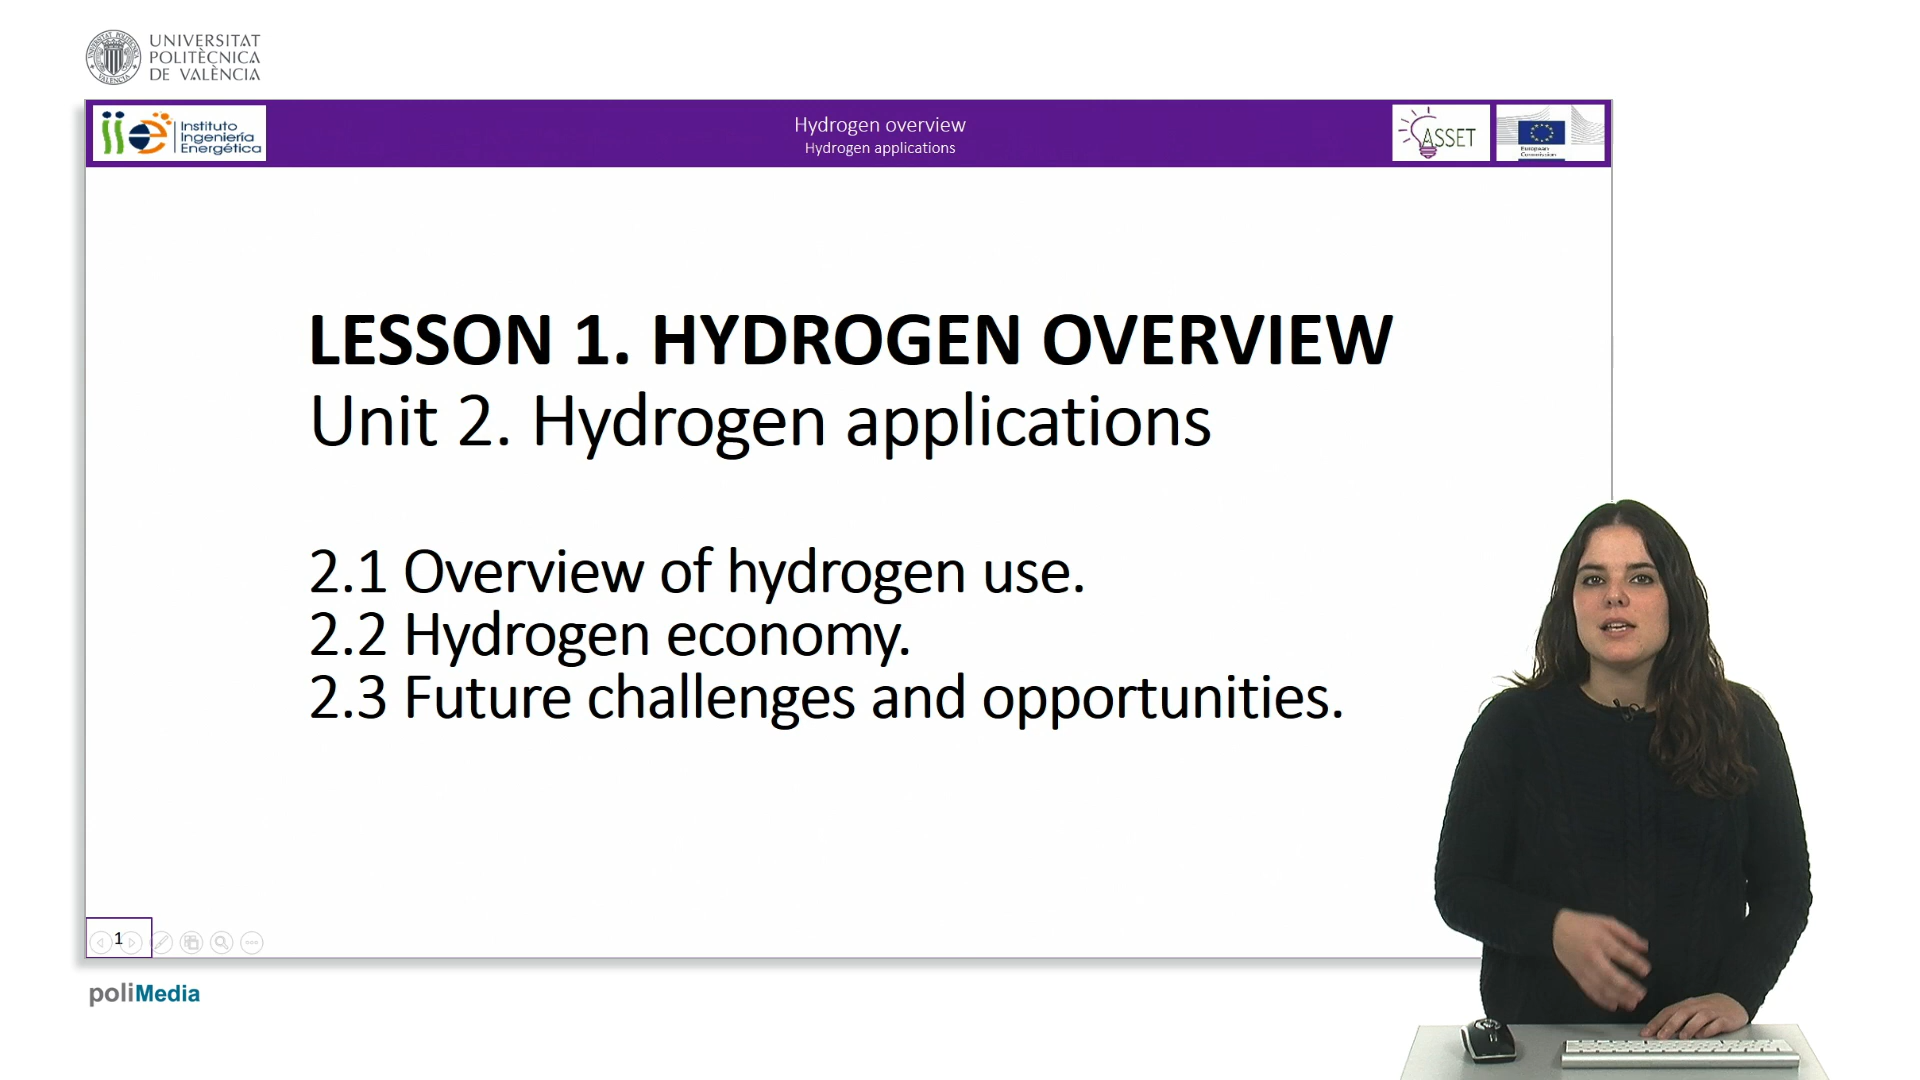 UNIVERSITAT
POLITÈCNICA
DE VALÈNCIA
iie
Instituto
Ingeniería
Energética
Hydrogen overview
Hydrogen applications
ASSET
European
Commission
LESSON 1. HYDROGEN OVERVIEW
Unit 2. Hydrogen applications
2.1 Overview of hydrogen use.
2.2 Hydrogen economy.
2.3 Future challenges and opportunities.
1
poliMedia